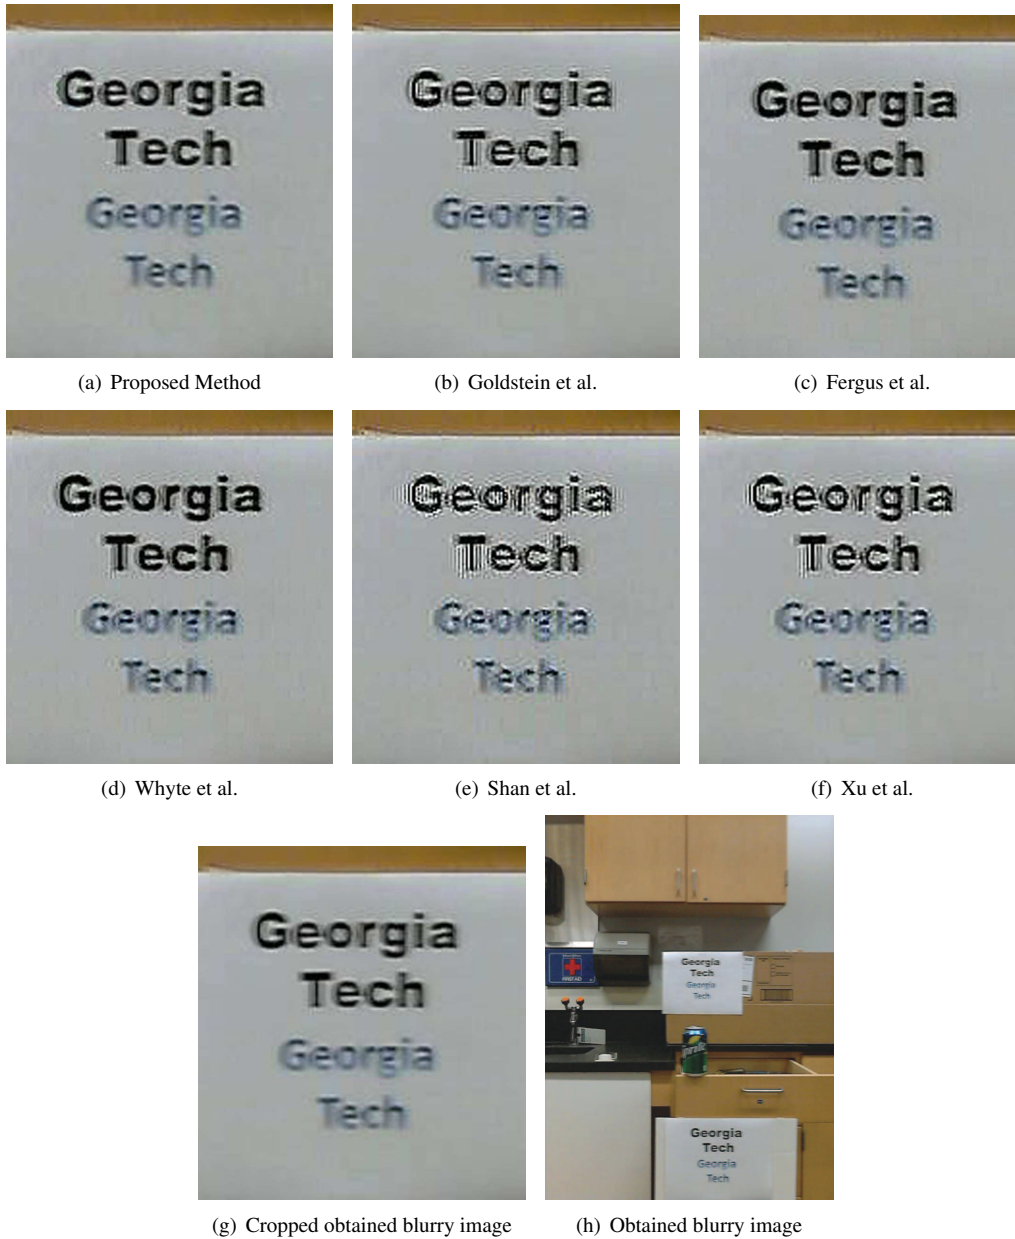 Georgia
Tech
Georgia
Tech
(a) Proposed Method
Georgia
Tech
Georgia
Tech
(b) Goldstein et al.
Georgia
Tech
Georgia
Tech
(c) Fergus et al.
Georgia
Tech
Georgia
Tech
(d) Whyte et al.
Georgia
Tech
Georgia
Tech
(e) Shan et al.
Georgia
Tech
Georgia
Tech
(f) Xu et al.
Georgia
Tech
Georgia
Tech
(g) Cropped obtained blurry image
Georgia
Tech
Georgia
Tech
Sprite
Georgia
Tech
Georgia
Tech
(h) Obtained blurry image